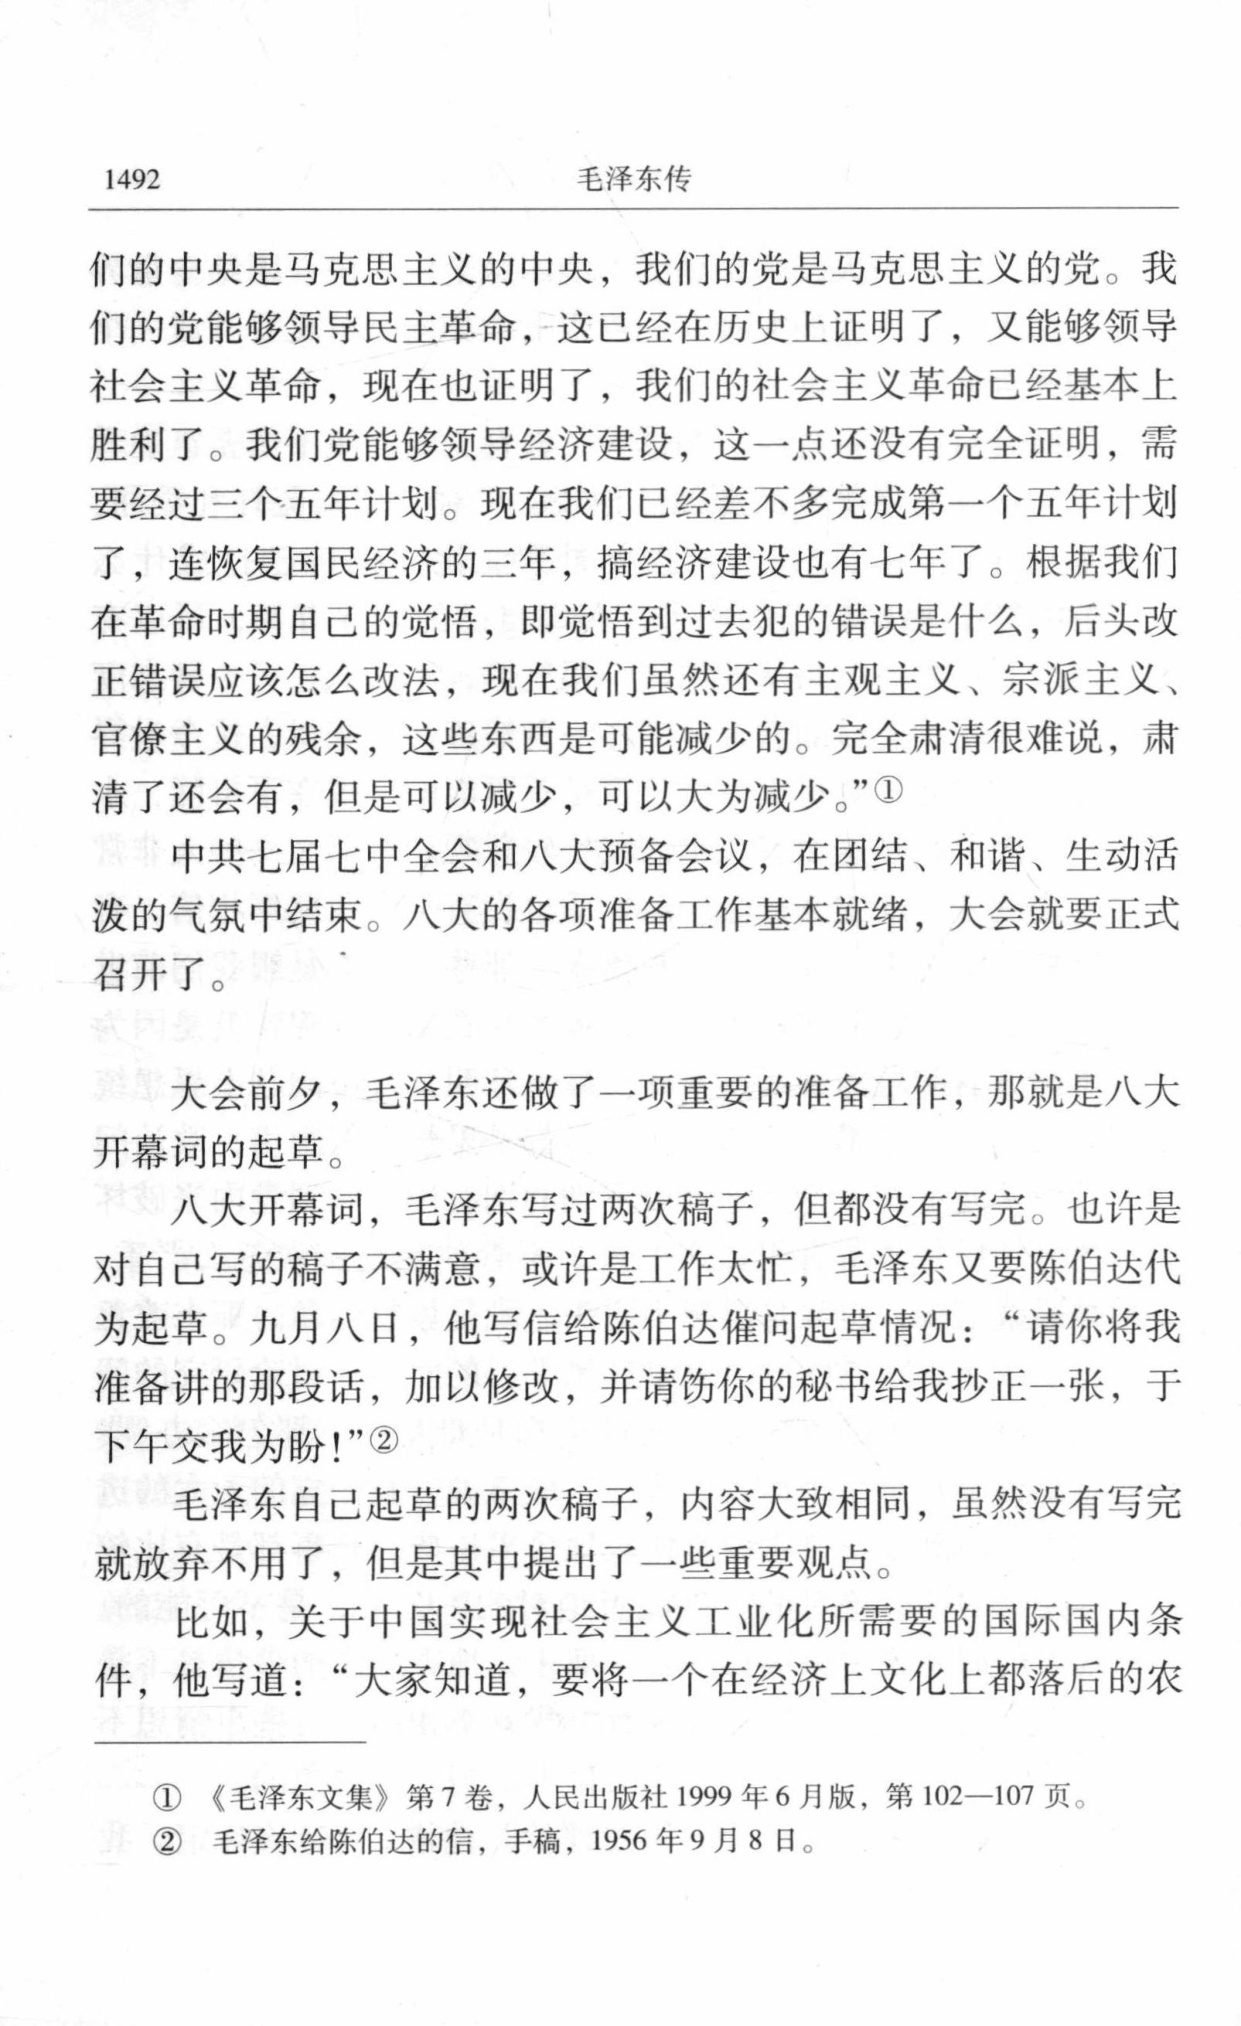 1492 毛泽东传
们的中央是马克思主义的中央，我们的党是马克思主义的党。我
们的党能够领导民主革命，这已经在历史上证明了，又能够领导
社会主义革命，现在也证明了，我们的社会主义革命已经基本上
胜利了。我们党能够领导经济建设，这一点还没有完全证明，需
要经过三个五年计划。现在我们已经差不多完成第一个五年计划
了，连恢复国民经济的三年，搞经济建设也有七年了。根据我们
在革命时期自己的觉悟，即觉悟到过去犯的错误是什么，后头改
正错误应该怎么改法，现在我们虽然还有主观主义、宗派主义、
官僚主义的残余，这些东西是可能减少的。完全肃清很难说，肃
清了还会有，但是可以减少，可以大为减少。”①
中共七届七中全会和八大预备会议，在团结、和谐、生动活
泼的气氛中结束。八大的各项准备工作基本就绪，大会就要正式
召开了。
大会前夕，毛泽东还做了一项重要的准备工作，那就是八大
开幕词的起草。
八大开幕词，毛泽东写过两次稿子，但都没有写完。也许是
对自己写的稿子不满意，或许是工作太忙，毛泽东又要陈伯达代
为起草。九月八日，他写信给陈伯达催问起草情况：“请你将我
准备讲的那段话，加以修改，并请饬你的秘书给我抄正一张，于
下午交我为盼！”②
毛泽东自己起草的两次稿子，内容大致相同，虽然没有写完
就放弃不用了，但是其中提出了一些重要观点。
比如，关于中国实现社会主义工业化所需要的国际国内条
件，他写道：“大家知道，要将一个在经济上文化上都落后的农
① 《毛泽东文集》第7卷，人民出版社1999年6月版，第102—107页。
② 毛泽东给陈伯达的信，手稿，1956年9月8日。